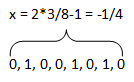 x = 2*3/8-1 = -1/4
0, 1, 0, 0, 1, 0, 1, 0